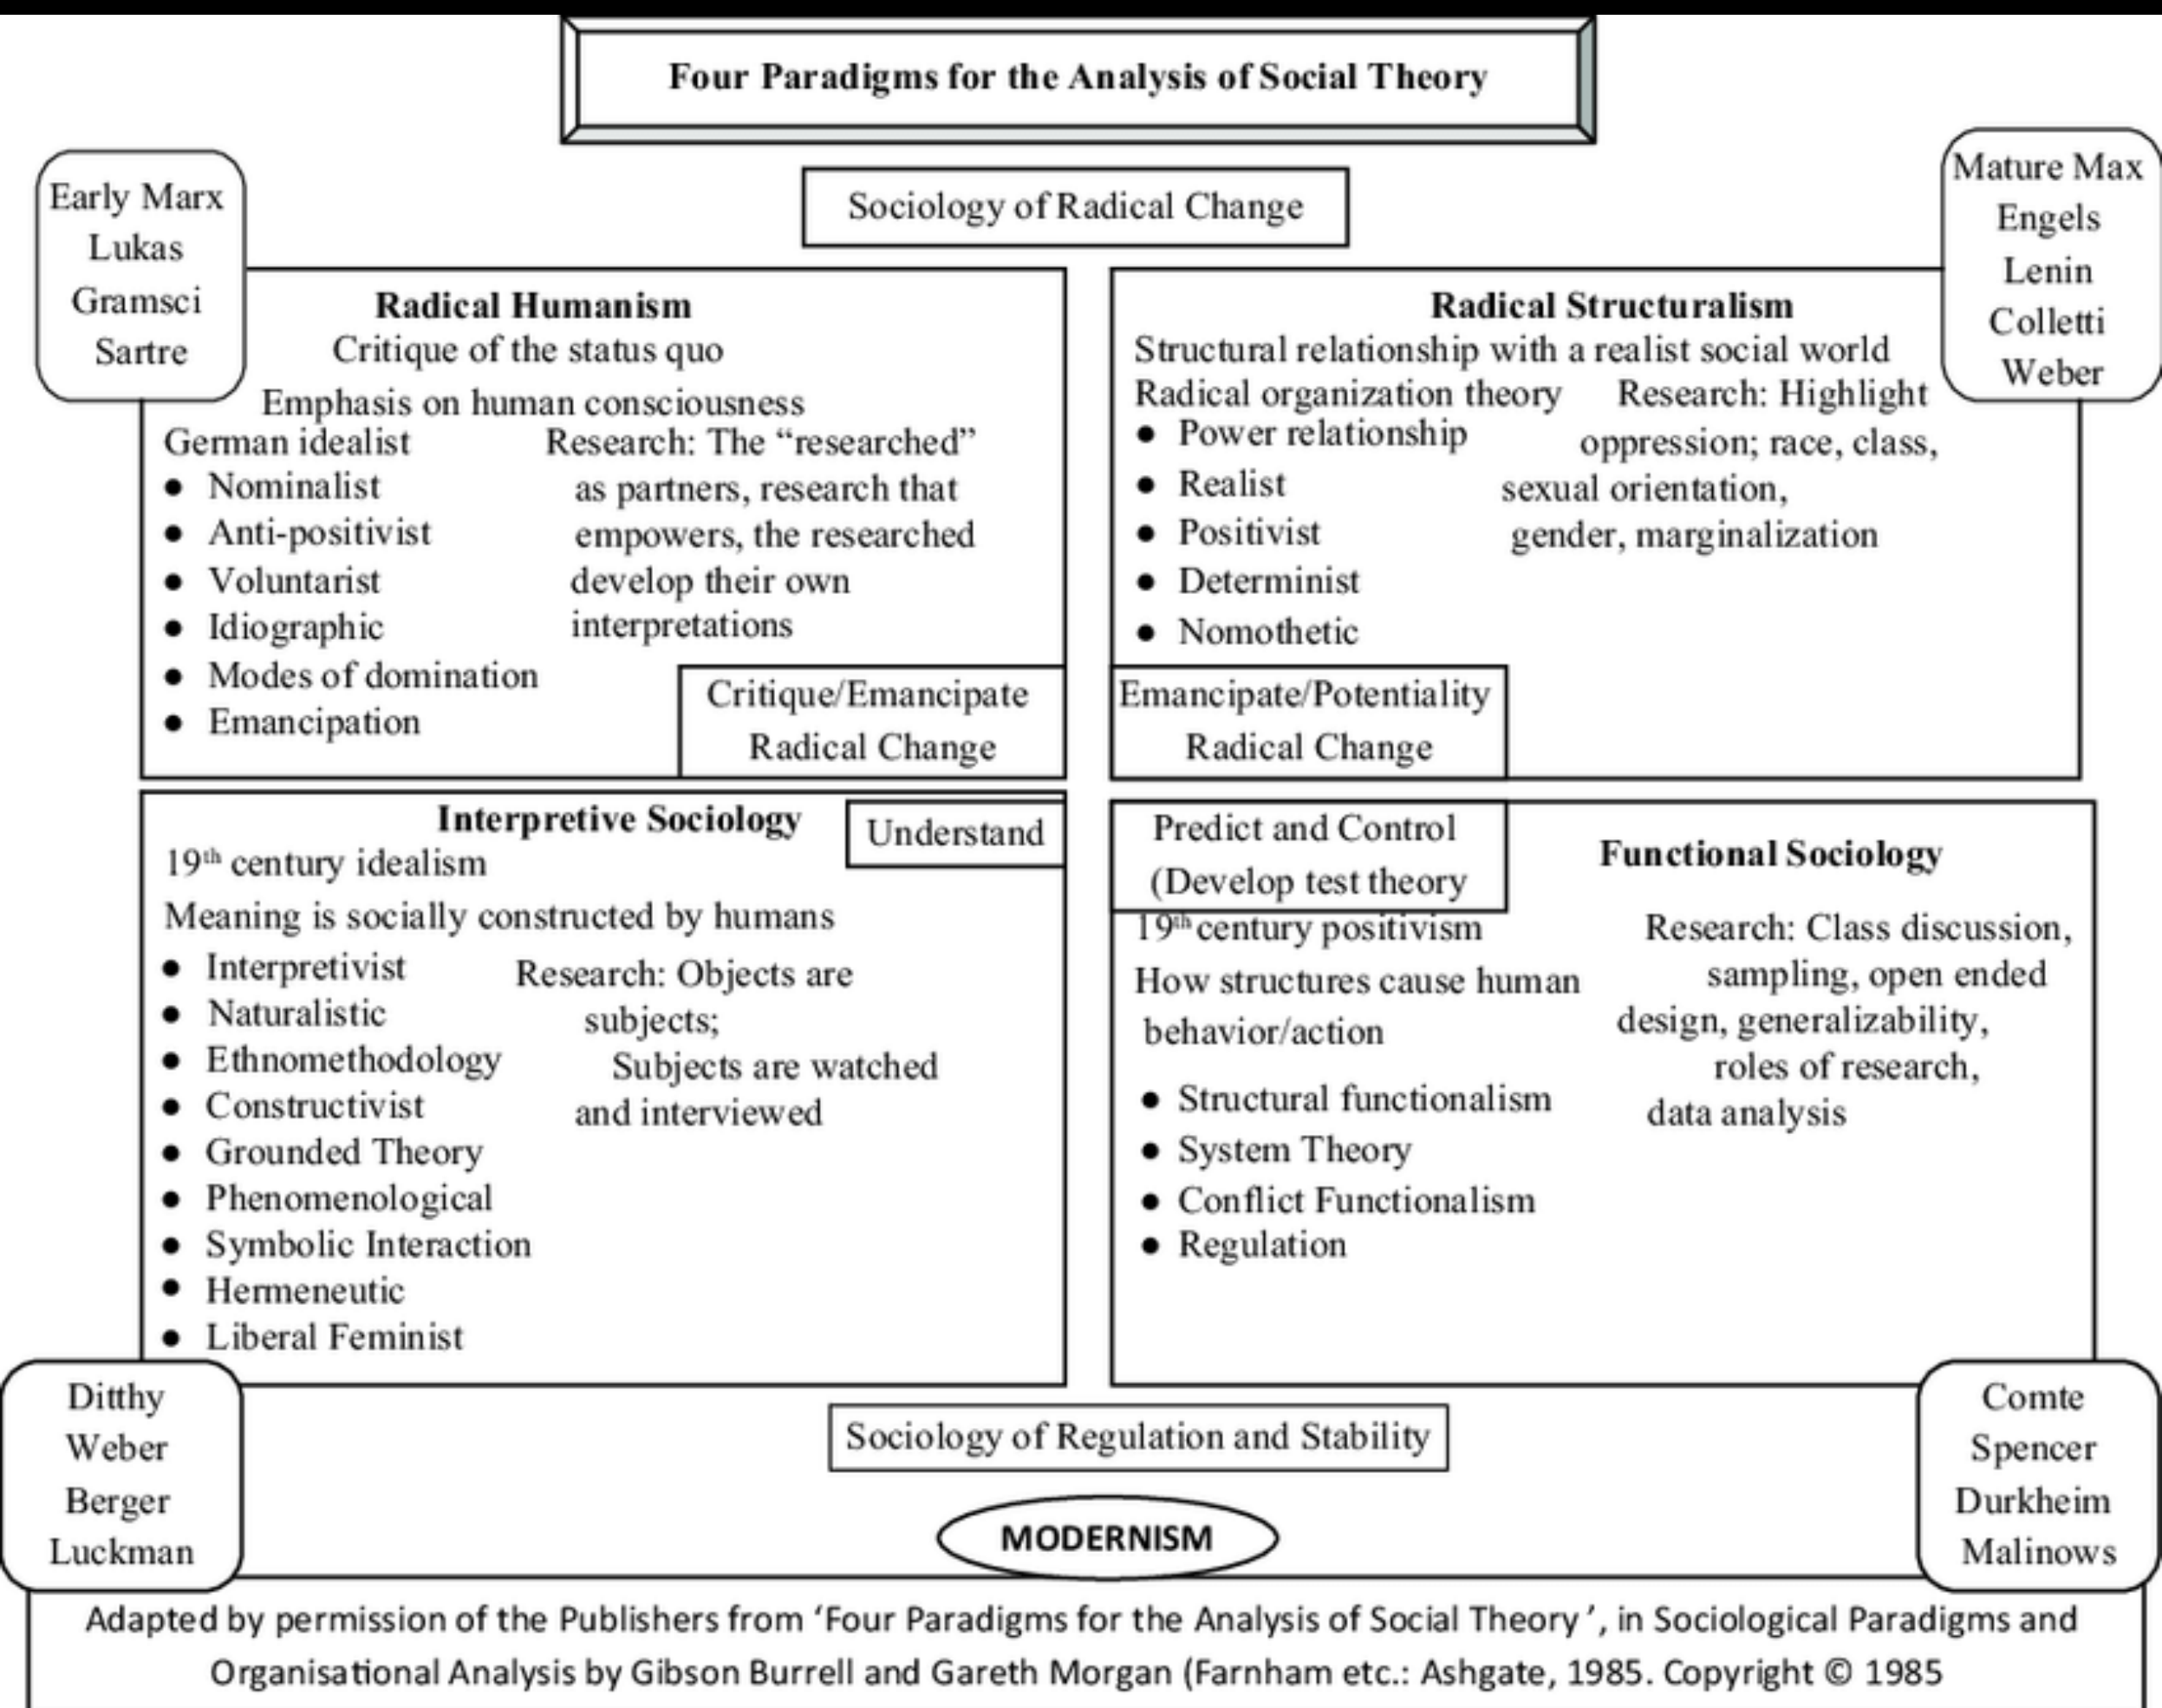 Four Paradigms for the Analysis of Social Theory
Sociology of Radical Change
Early Marx
Lukas
Gramsci
Sartre
Mature Max
Engels
Lenin
Colletti
Weber
Radical Humanism
Critique of the status quo
Emphasis on human consciousness
German idealist
● Nominalist
● Anti-positivist
● Voluntarist
● Idiographic
● Modes of domination
● Emancipation
Research: The “researched”
as partners, research that
empowers, the researched
develop their own
interpretations
Critique/Emancipate
Radical Change
Radical Structuralism
Structural relationship with a realist social world
Radical organization theory
● Power relationship
● Realist
● Positivist
● Determinist
● Nomothetic
Research: Highlight
oppression; race, class,
sexual orientation,
gender, marginalization
Emancipate/Potentiality
Radical Change
Interpretive Sociology
Understand
19th century idealism
Meaning is socially constructed by humans
● Interpretivist
● Naturalistic
● Ethnomethodology
● Constructivist
● Grounded Theory
● Phenomenological
● Symbolic Interaction
● Hermeneutic
● Liberal Feminist
Research: Objects are
subjects;
Subjects are watched
and interviewed
Predict and Control
(Develop test theory
Functional Sociology
19th century positivism
How structures cause human
behavior/action
● Structural functionalism
● System Theory
● Conflict Functionalism
● Regulation
Research: Class discussion,
sampling, open ended
design, generalizability,
roles of research,
data analysis
Ditthy
Weber
Berger
Luckman
Comte
Spencer
Durkheim
Malinows
Sociology of Regulation and Stability
MODERNISM
Adapted by permission of the Publishers from ‘Four Paradigms for the Analysis of Social Theory’, in Sociological Paradigms and
Organisational Analysis by Gibson Burrell and Gareth Morgan (Farnham etc.: Ashgate, 1985. Copyright © 1985